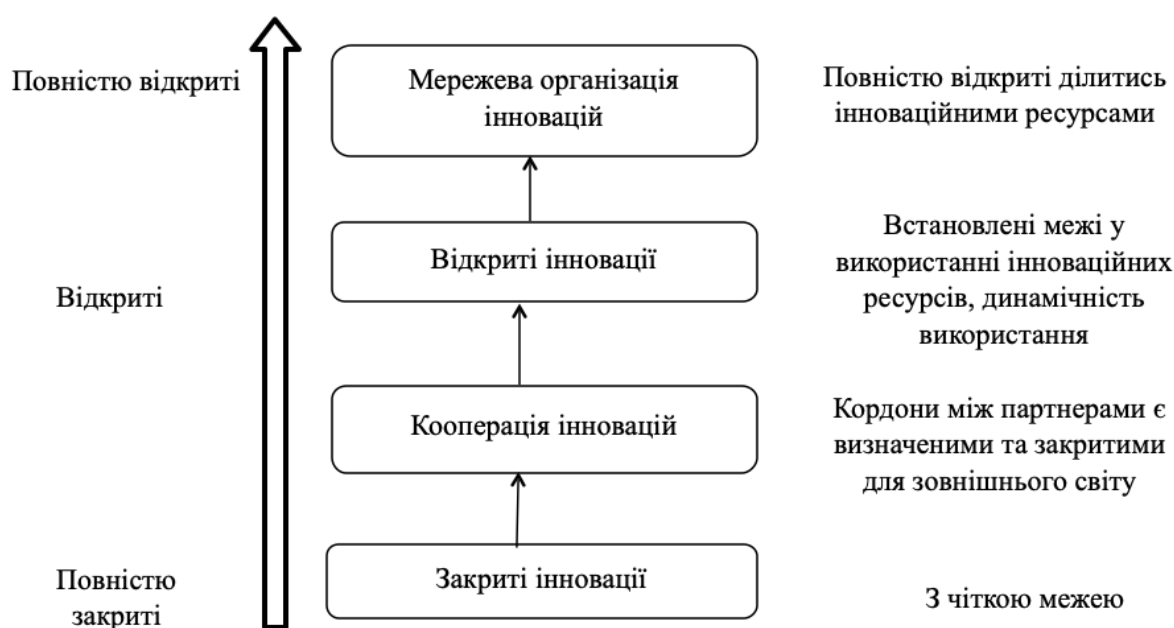 Повністю відкриті
Мережева організація
інновацій
Повністю відкриті ділитись
інноваційними ресурсами
Відкриті
Відкриті інновації
Встановлені межі у
використанні інноваційних
ресурсів, динамічність
використання
Кооперація інновацій
Кордони між партнерами є
визначеними та закритими
для зовнішнього світу
Повністю
закриті
Закриті інновації
З чіткою межею